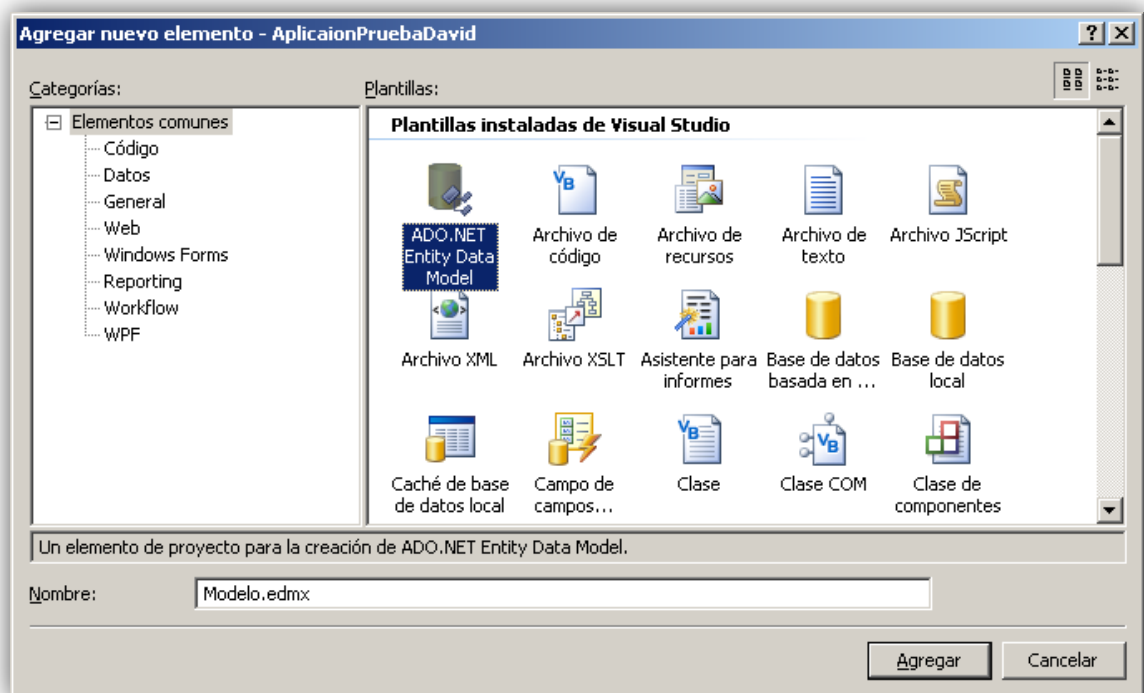 Agregar nuevo elemento - AplicaionPruebaDavid
Categorías:
Plantillas:
Elementos comunes
Código
Datos
General
Web
Windows Forms
Reporting
Workflow
WPF
Plantillas instaladas de Visual Studio
ADO.NET
Entity Data
Model
Archivo de
código
Archivo de
recursos
Archivo de
texto
Archivo JScript
Archivo XML
Archivo XSLT
Asistente para
informes
Base de datos
basada en ...
Base de datos
local
Caché de base
de datos local
Campo de
campos...
Clase
Clase COM
Clase de
componentes
Un elemento de proyecto para la creación de ADO.NET Entity Data Model.
Nombre:
Modelo.edmx
Agregar
Cancelar